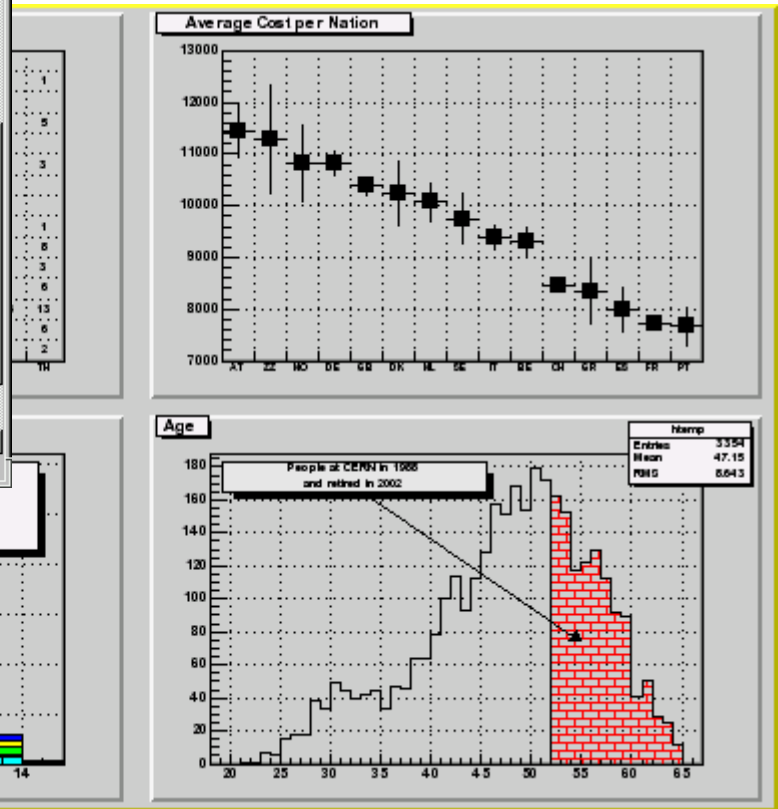 Average Cost per Nation
13000
12000
11000
10000
9000
8000
7000
AT ZZ NO DE GB DK NL SE IT BE CH GR ES FR PT
1
5
3
1
8
3
6
13
6
2
TH
Age
htemp
Entries 3354
Mean 47.15
RMS 8.643
People at CERN in 1988
and retired in 2002
180
160
140
120
100
80
60
40
20
0
20 25 30 35 40 45 50 55 60 65
14